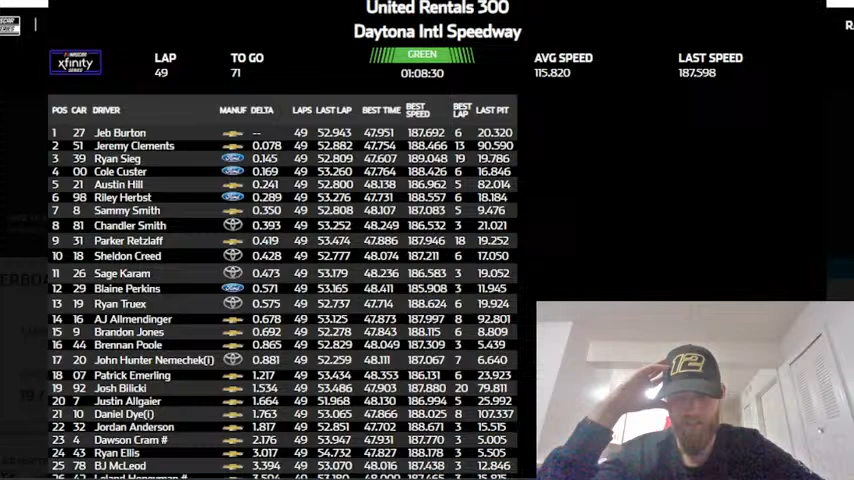 United Rentals 300
Daytona Intl Speedway
xfinity
LAP TO GO GREEN AVG SPEED LAST SPEED
49 71 01:08:30 115.820 187.598
POS CAR DRIVER MANUF DELTA LAPS LAST LAP BEST TIME BEST SPEED BEST LAP LAST PIT
1 27 Jeb Burton -- 49 52.943 47.951 187.692 6 20.320
2 51 Jeremy Clements 0.078 49 52.882 47.754 188.466 13 90.590
3 39 Ryan Sieg Ford 0.145 49 52.809 47.607 189.048 19 19.786
4 00 Cole Custer Ford 0.169 49 53.260 47.764 188.426 6 16.846
5 21 Austin Hill 0.241 49 52.800 48.138 186.962 5 82.014
6 98 Riley Herbst Ford 0.289 49 53.276 47.731 188.557 6 18.184
7 8 Sammy Smith 0.350 49 52.808 48.107 187.083 5 9.476
8 81 Chandler Smith 0.393 49 53.252 48.249 186.532 3 21.021
9 31 Parker Retzlaff 0.419 49 53.474 47.886 187.946 18 19.252
10 18 Sheldon Creed 0.428 49 52.777 48.074 187.211 6 17.050
11 26 Sage Karam 0.473 49 53.179 48.236 186.583 3 19.052
12 29 Blaine Perkins Ford 0.571 49 53.165 48.411 185.908 3 11.945
13 19 Ryan Truex 0.575 49 52.737 47.714 188.624 6 19.924
14 16 AJ Allmendinger 0.678 49 53.125 47.873 187.997 8 92.801
15 9 Brandon Jones 0.692 49 52.278 47.843 188.115 6 8.809
16 44 Brennan Poole 0.865 49 52.829 48.049 187.309 3 5.439
17 20 John Hunter Nemechek(i) 0.881 49 52.259 48.111 187.067 7 6.640
18 07 Patrick Emerling 1.217 49 53.434 48.353 186.131 6 23.923
19 92 Josh Bilicki 1.534 49 53.486 47.903 187.880 20 79.811
20 7 Justin Allgaier 1.664 49 51.968 48.130 186.994 5 25.992
21 10 Daniel Dye(i) 1.763 49 53.065 47.866 188.025 8 107.337
22 32 Jordan Anderson 1.817 49 52.851 47.702 188.671 3 15.515
23 4 Dawson Cram # 2.176 49 53.947 47.931 187.770 3 5.005
24 43 Ryan Ellis 3.017 49 54.732 47.827 188.178 3 5.505
25 78 BJ McLeod 3.394 49 53.070 48.016 187.438 3 12.846
12